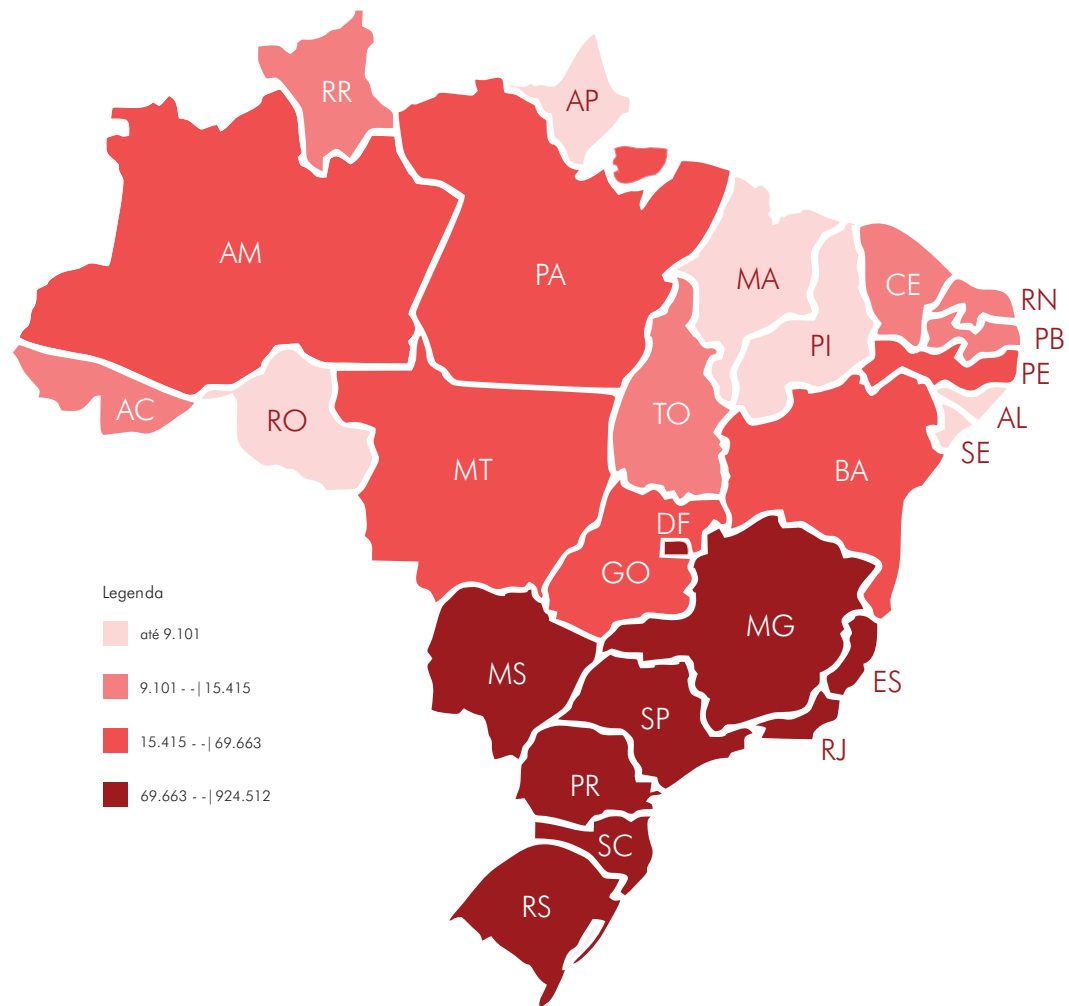 RR
AP
AM
PA
MA
CE
RN
PI
PB
PE
AC
RO
TO
AL
SE
MT
BA
DF
GO
Legenda
até 9.101
MG
9.101 - - | 15.415
MS
ES
SP
15.415 - - | 69.663
RJ
PR
69.663 - - | 924.512
SC
RS